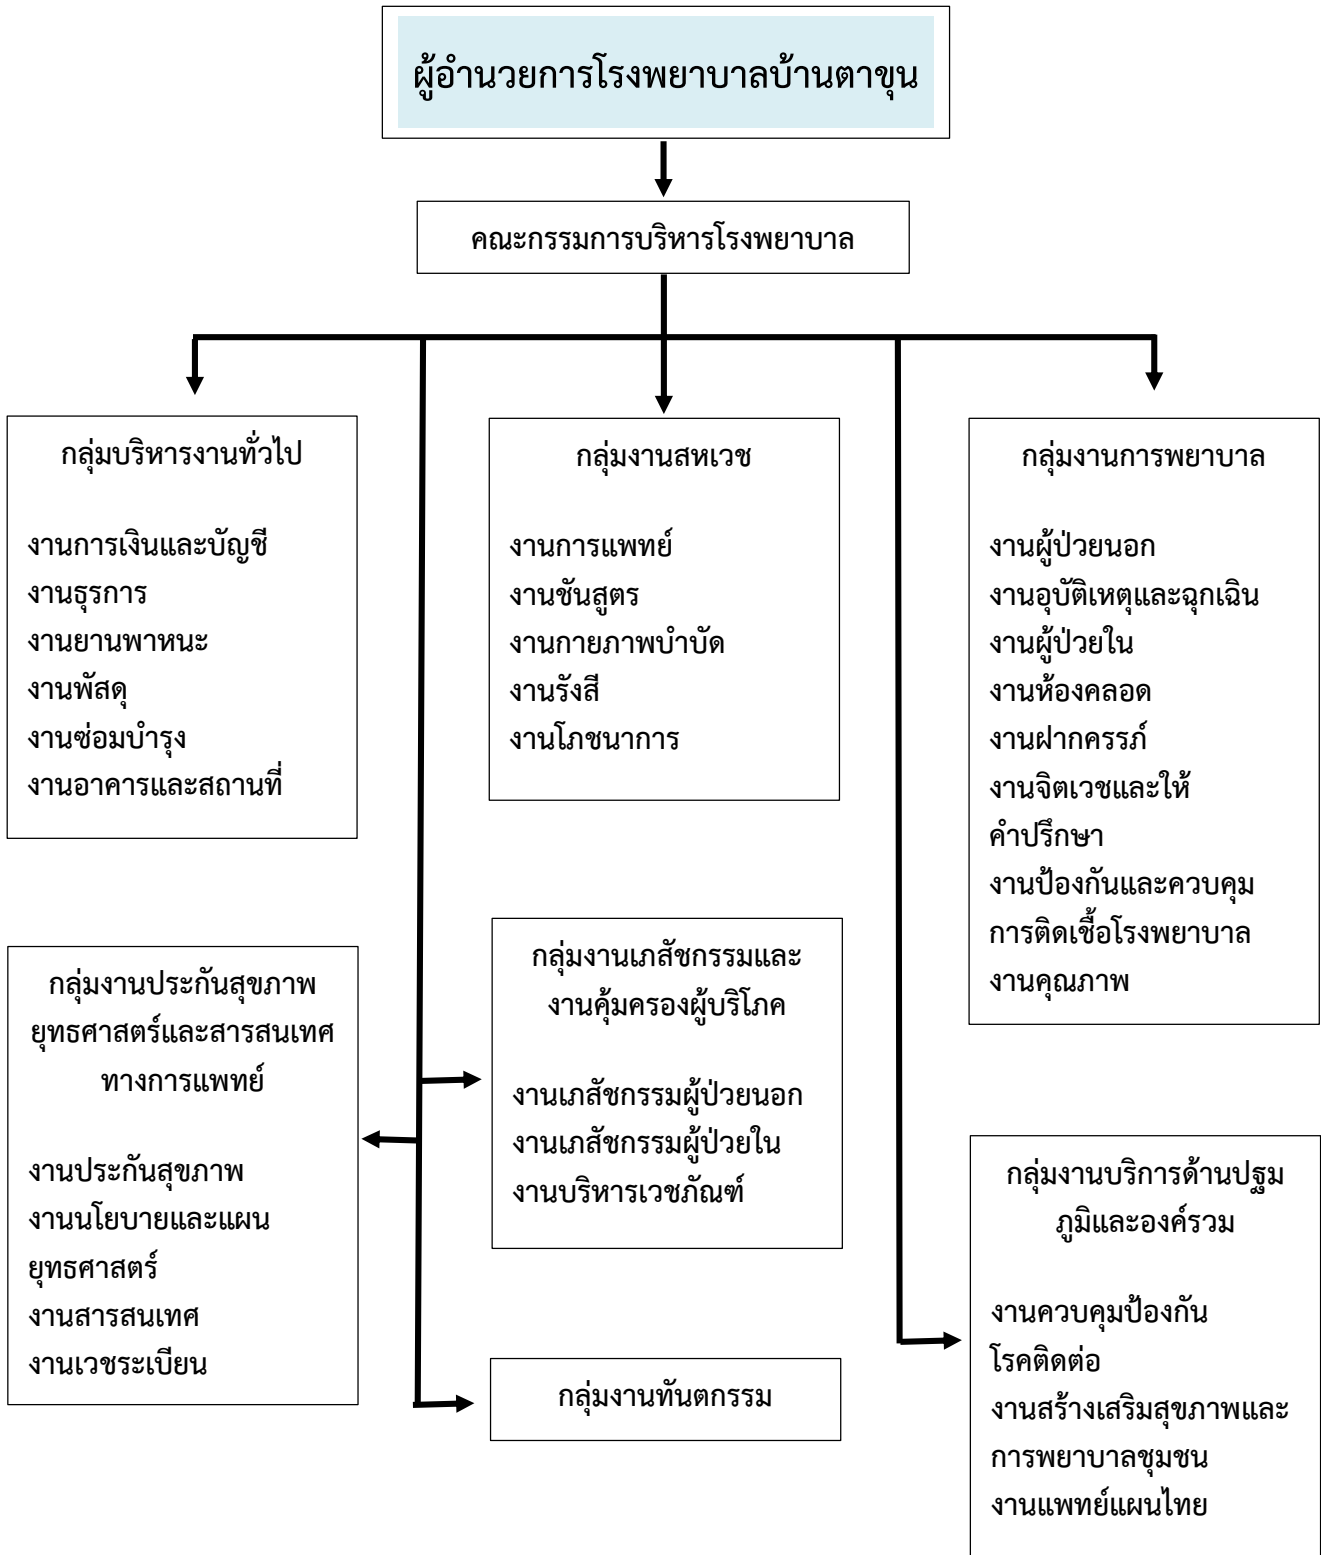 ผู้อำนวยการโรงพยาบาลบ้านตาขุน
คณะกรรมการบริหารโรงพยาบาล
กลุ่มบริหารงานทั่วไป
งานการเงินและบัญชี
งานธุรการ
งานยานพาหนะ
งานพัสดุ
งานซ่อมบำรุง
งานอาคารและสถานที่
กลุ่มงานสหเวช
งานการแพทย์
งานชันสูตร
งานกายภาพบำบัด
งานรังสี
งานโภชนาการ
กลุ่มงานการพยาบาล
งานผู้ป่วยนอก
งานอุบัติเหตุและฉุกเฉิน
งานผู้ป่วยใน
งานห้องคลอด
งานฝากครรภ์
งานจิตเวชและให้
คำปรึกษา
งานป้องกันและควบคุม
การติดเชื้อโรงพยาบาล
งานคุณภาพ
กลุ่มงานประกันสุขภาพ
ยุทธศาสตร์และสารสนเทศ
ทางการแพทย์
งานประกันสุขภาพ
งานนโยบายและแผน
ยุทธศาสตร์
งานสารสนเทศ
งานเวชระเบียน
กลุ่มงานเภสัชกรรมและ
งานคุ้มครองผู้บริโภค
งานเภสัชกรรมผู้ป่วยนอก
งานเภสัชกรรมผู้ป่วยใน
งานบริหารเวชภัณฑ์
กลุ่มงานทันตกรรม
กลุ่มงานบริการด้านปฐม
ภูมิและองค์รวม
งานควบคุมป้องกัน
โรคติดต่อ
งานสร้างเสริมสุขภาพและ
การพยาบาลชุมชน
งานแพทย์แผนไทย